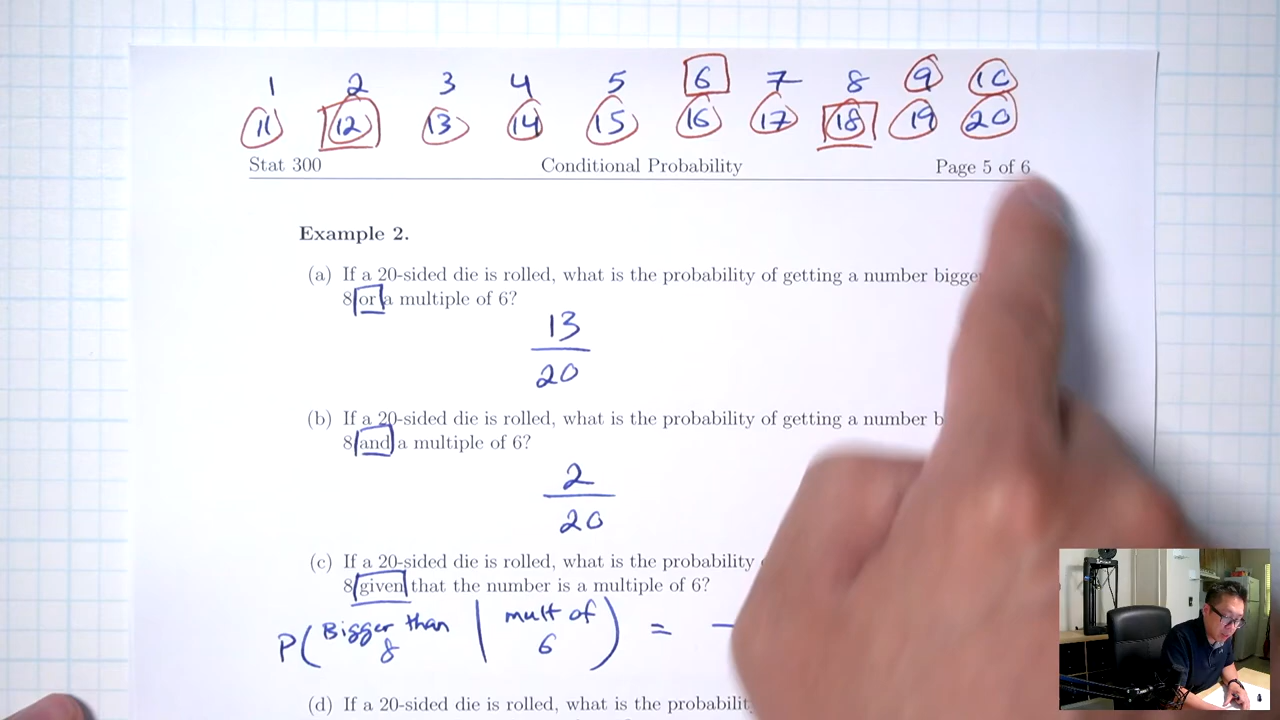 1 2 3 4 5 6 7 8 9 10
11 12 13 14 15 16 17 18 19 20
Stat 300 Conditional Probability Page 5 of 6
Example 2.
(a) If a 20-sided die is rolled, what is the probability of getting a number bigge
8 or a multiple of 6?
13
20
(b) If a 20-sided die is rolled, what is the probability of getting a number b
8 and a multiple of 6?
2
20
(c) If a 20-sided die is rolled, what is the probability
8 given that the number is a multiple of 6?
P( Bigger than 8 | mult of 6 ) = —
(d) If a 20-sided die is rolled, what is the probabilit